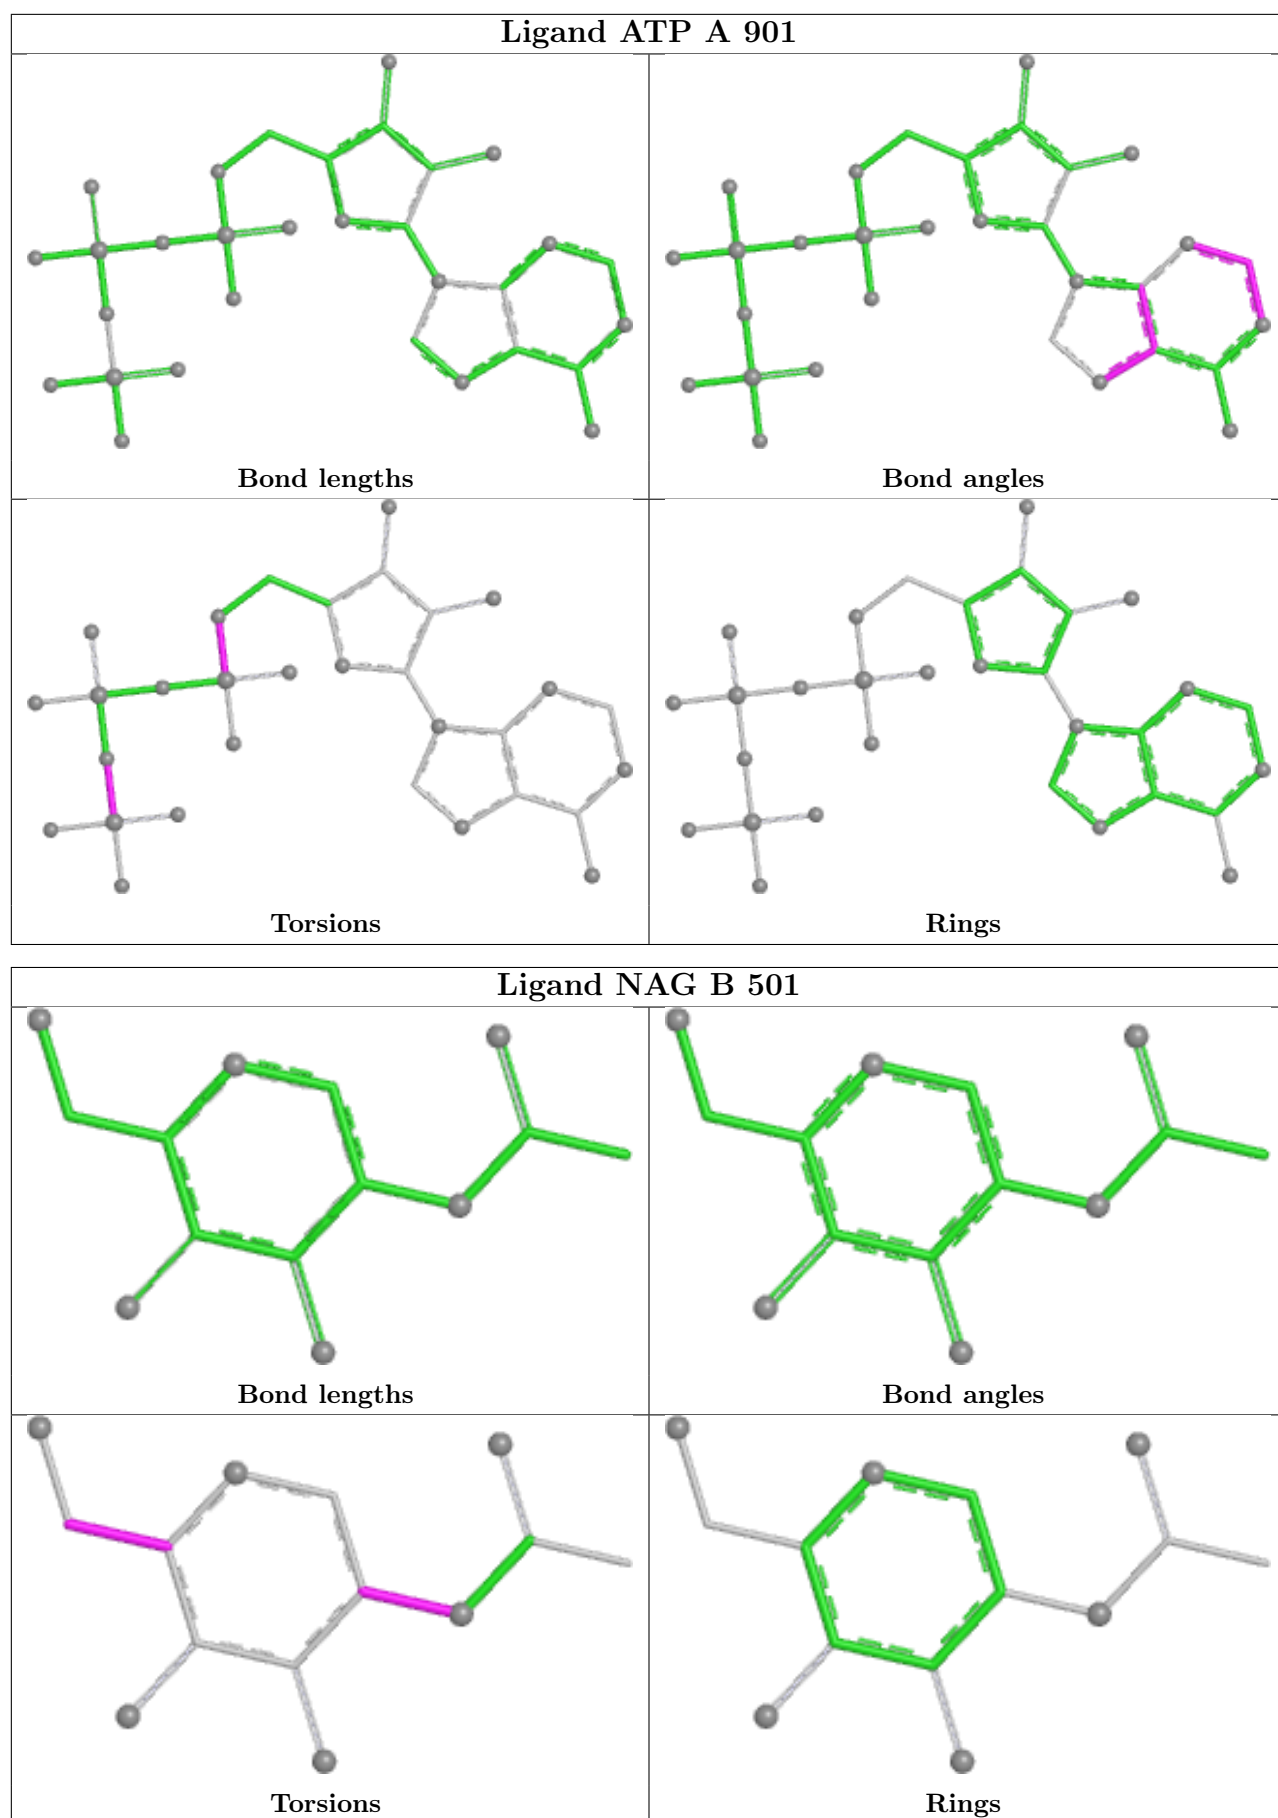 Ligand ATP A 901
Bond lengths
Bond angles
Torsions
Rings
Ligand NAG B 501
Bond lengths
Bond angles
Torsions
Rings